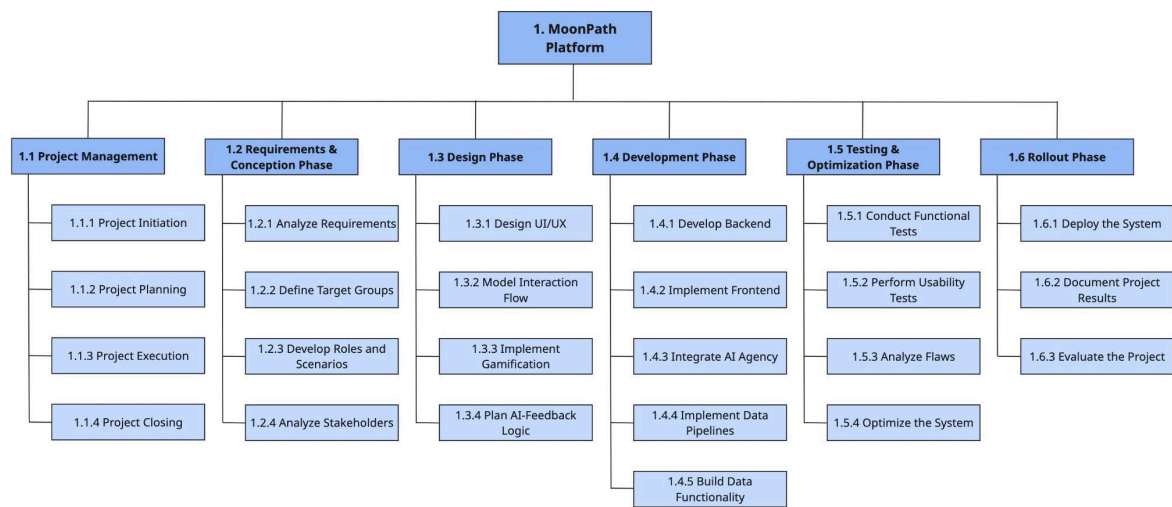 1. MoonPath
Platform
1.1 Project Management
1.1.1 Project Initiation
1.1.2 Project Planning
1.1.3 Project Execution
1.1.4 Project Closing
1.2 Requirements &
Conception Phase
1.2.1 Analyze Requirements
1.2.2 Define Target Groups
1.2.3 Develop Roles and
Scenarios
1.2.4 Analyze Stakeholders
1.3 Design Phase
1.3.1 Design UI/UX
1.3.2 Model Interaction
Flow
1.3.3 Implement
Gamification
1.3.4 Plan AI-Feedback
Logic
1.4 Development Phase
1.4.1 Develop Backend
1.4.2 Implement Frontend
1.4.3 Integrate AI Agency
1.4.4 Implement Data
Pipelines
1.4.5 Build Data
Functionality
1.5 Testing &
Optimization Phase
1.5.1 Conduct Functional
Tests
1.5.2 Perform Usability
Tests
1.5.3 Analyze Flaws
1.5.4 Optimize the System
1.6 Rollout Phase
1.6.1 Deploy the System
1.6.2 Document Project
Results
1.6.3 Evaluate the Project